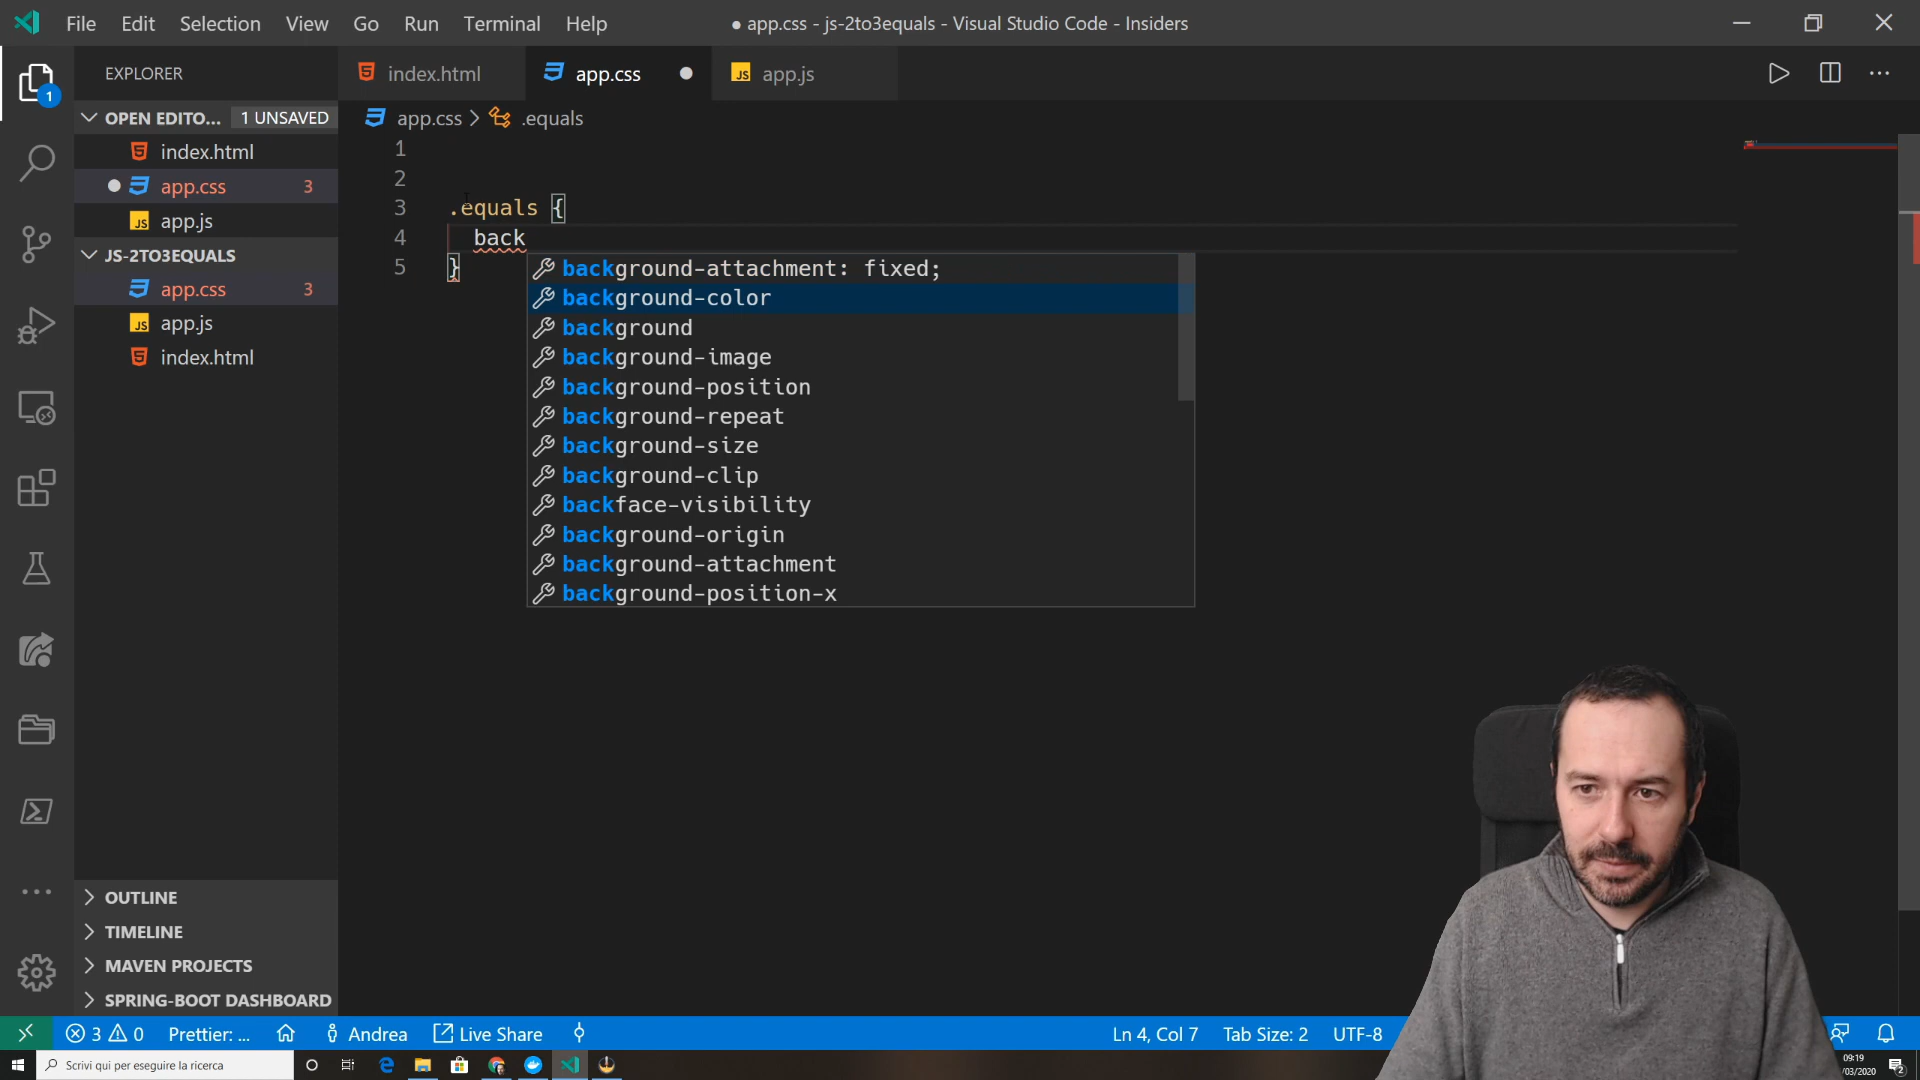 File Edit Selection View Go Run Terminal Help
● app.css - js-2to3equals - Visual Studio Code - Insiders
EXPLORER
index.html
app.css ●
JS app.js
1
OPEN EDITO... 1 UNSAVED
app.css > .equals
index.html
app.css 3
JS app.js
JS-2TO3EQUALS
app.css 3
JS app.js
index.html
1
2
3 .equals {
4 back
5 }
background-attachment: fixed;
background-color
background
background-image
background-position
background-repeat
background-size
background-clip
backface-visibility
background-origin
background-attachment
background-position-x
OUTLINE
TIMELINE
MAVEN PROJECTS
SPRING-BOOT DASHBOARD
3 0 Prettier: ... Andrea Live Share Ln 4, Col 7 Tab Size: 2 UTF-8
Scrivi qui per eseguire la ricerca
09:19
/03/2020
2